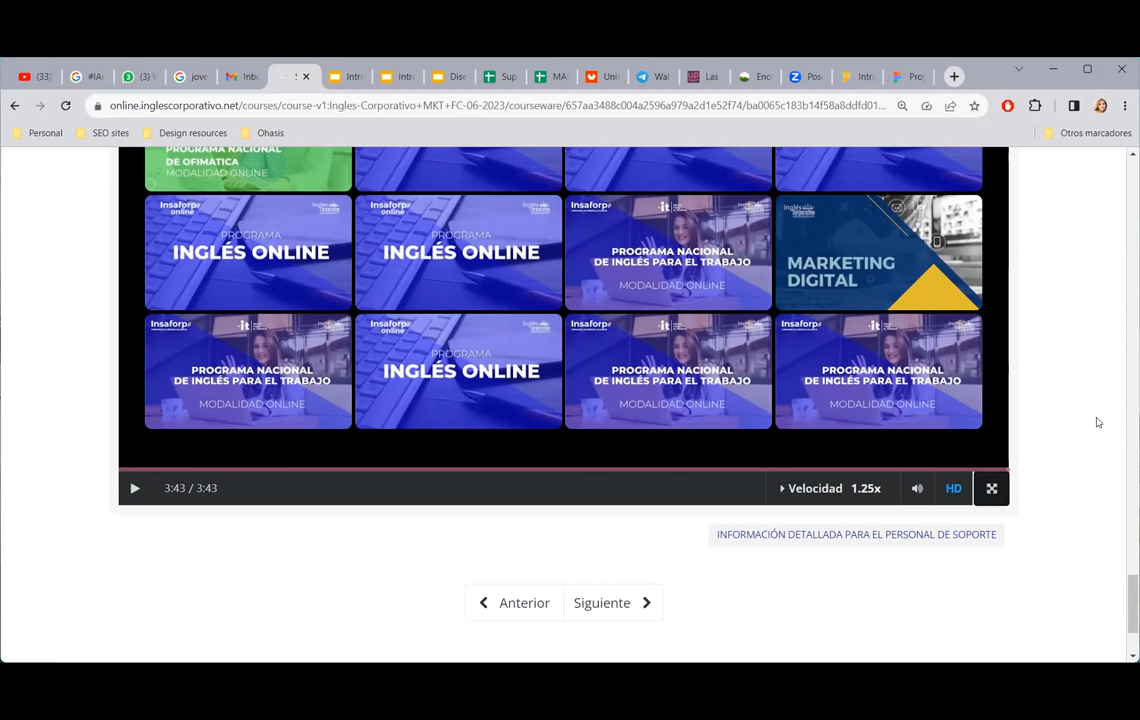 (33)
#IA
(3)
jove
Inbo
Intr
Intr
Dise
Sup
MA
Uni
Wal
Las
Enc
Pos
Intr
Pro
online.inglescorporativo.net/courses/course-v1:Ingles-Corporativo+MKT+FC-06-2023/courseware/657aa3488c004a2596a979a2d1e52f74/ba0065c183b14f58a8ddfd01...
Personal
SEO sites
Design resources
Ohasis
Otros marcadores
PROGRAMA NACIONAL
DE OFIMÁTICA
MODALIDAD ONLINE
Insaforp online
PROGRAMA
INGLÉS ONLINE
Insaforp online
PROGRAMA
INGLÉS ONLINE
Insaforp
it
PROGRAMA NACIONAL
DE INGLÉS PARA EL TRABAJO
MODALIDAD ONLINE
Inglés Corporativo
MARKETING
DIGITAL
Insaforp
it
PROGRAMA NACIONAL
DE INGLÉS PARA EL TRABAJO
MODALIDAD ONLINE
Insaforp online
PROGRAMA
INGLÉS ONLINE
Insaforp
it
PROGRAMA NACIONAL
DE INGLÉS PARA EL TRABAJO
MODALIDAD ONLINE
Insaforp
it
PROGRAMA NACIONAL
DE INGLÉS PARA EL TRABAJO
MODALIDAD ONLINE
3:43 / 3:43
Velocidad 1.25x
HD
INFORMACIÓN DETALLADA PARA EL PERSONAL DE SOPORTE
Anterior
Siguiente